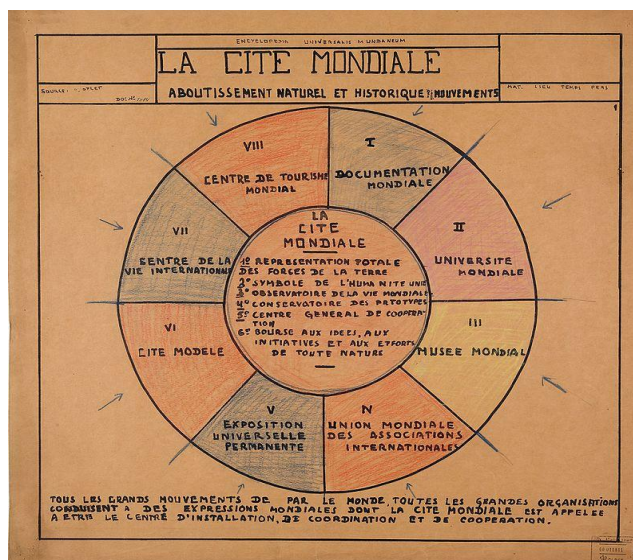 ENCYCLOPEDIA UNIVERSALIS MUNDANEUM
LA CITE MONDIALE
ABOUTISSEMENT NATUREL ET HISTORIQUE MOUVEMENTS
MAT. LIEU TEMPS
VIII
CENTRE DE TOURISME
MONDIAL
I
DOCUMENTATION
MONDIALE
II
UNIVERSITE
MONDIALE
III
MUSEE MONDIAL
IV
UNION MONDIALE
DES ASSOCIATIONS
INTERNATIONALES
V
EXPOSITION
UNIVERSELLE
PERMANENTE
VI
CITE MODELE
VII
SENTRE DE LA
VIE INTERNATIONALE
LA
CITE
MONDIALE
1° REPRESENTATION TOTALE
DES FORCES DE LA TERRE
2° SYMBOLE DE L'HUMANITE UNIE
3° OBSERVATOIRE DE LA VIE MONDIALE
4° CONSERVATOIRE DES PROTYPES
5° CENTRE GENERAL DE COOPERA-
TION
6° BOURSE AUX IDEES, AUX
INITIATIVES ET AUX EFFORTS
DE TOUTE NATURE
TOUS LES GRANDS MOUVEMENTS DE PAR LE MONDE, TOUTES LES GRANDES ORGANISATIONS
CONDUISENT A DES EXPRESSIONS MONDIALES DONT LA CITE MONDIALE EST APPELEE
A ETRE LE CENTRE D'INSTALLATION, DE COORDINATION ET DE COOPERATION.